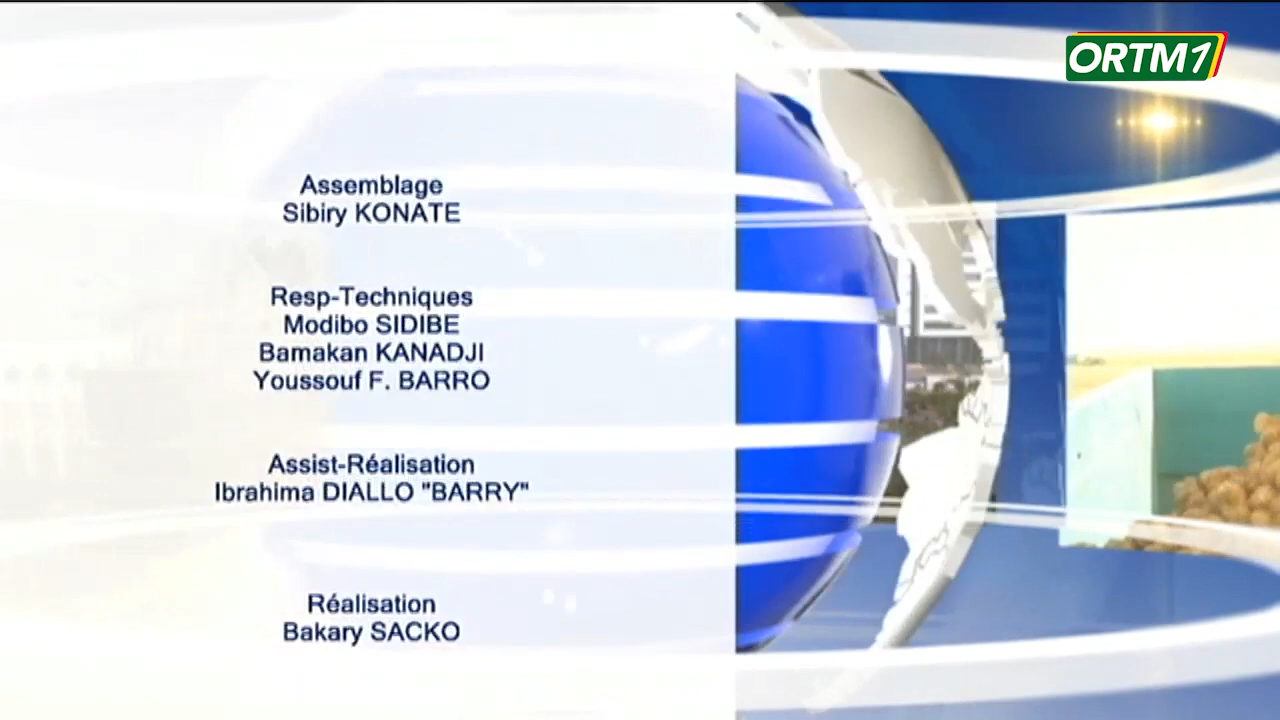 ORTM1
Assemblage
Sibiry KONATE
Resp-Techniques
Modibo SIDIBE
Bamakan KANADJI
Youssouf F. BARRO
Assist-Réalisation
Ibrahima DIALLO "BARRY"
Réalisation
Bakary SACKO